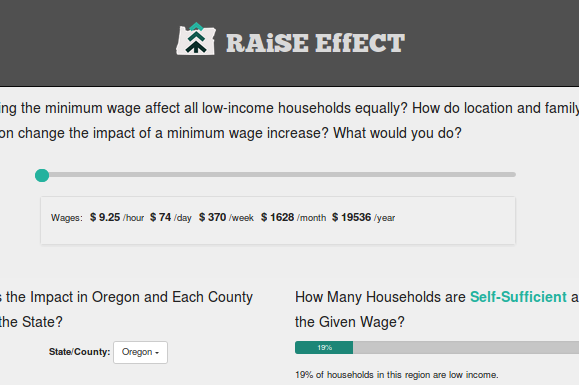 RAiSE EffECT
ing the minimum wage affect all low-income households equally? How do location and family
on change the impact of a minimum wage increase? What would you do?
Wages: $ 9.25 /hour $ 74 /day $ 370 /week $ 1628 /month $ 19536 /year
s the Impact in Oregon and Each County
the State?
State/County: Oregon
How Many Households are Self-Sufficient a
the Given Wage?
19%
19% of households in this region are low income.